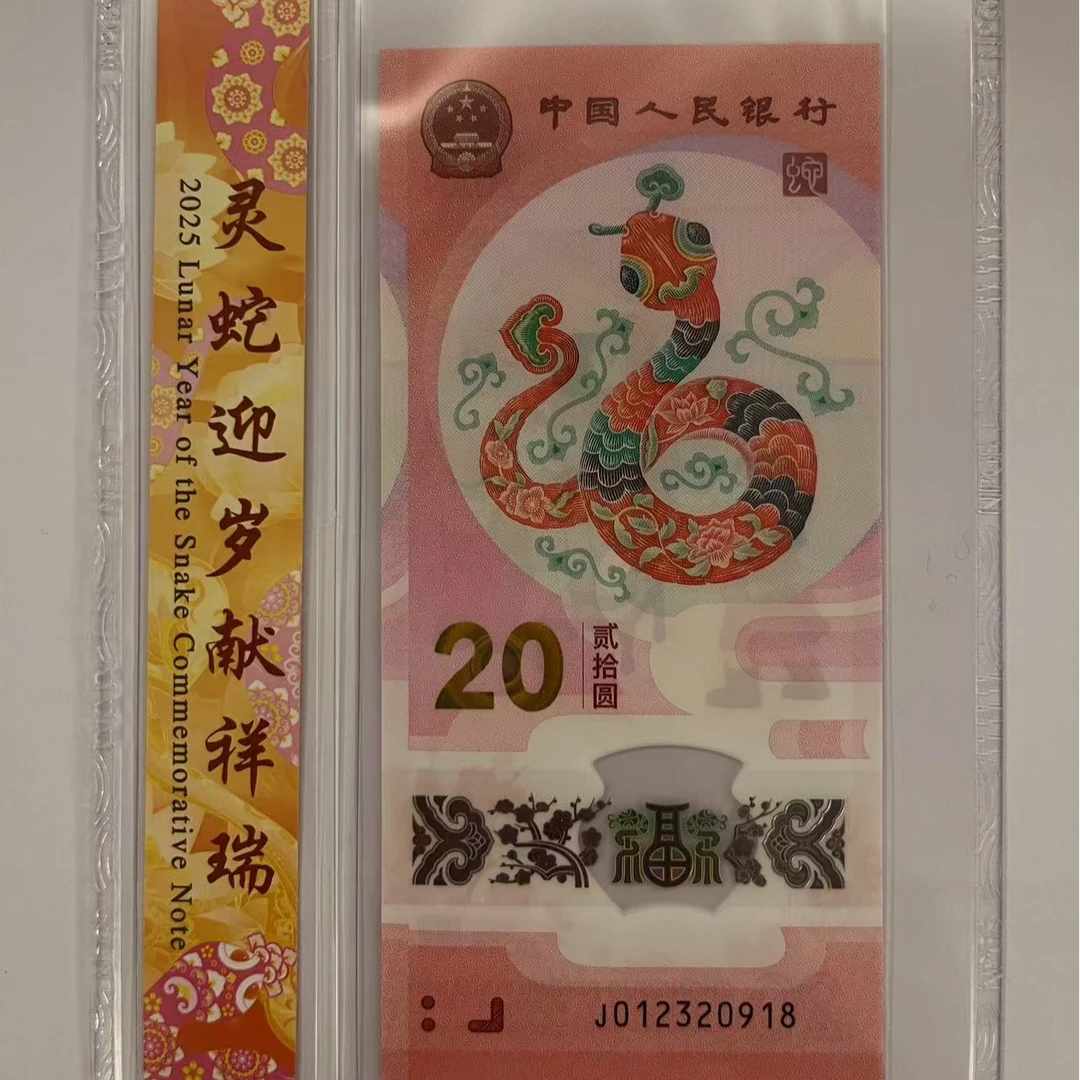 灵蛇迎岁献祥瑞
2025 Lunar Year of the Snake Commemorative Note
中国人民银行
蛇
20
贰拾圆
福
J012320918